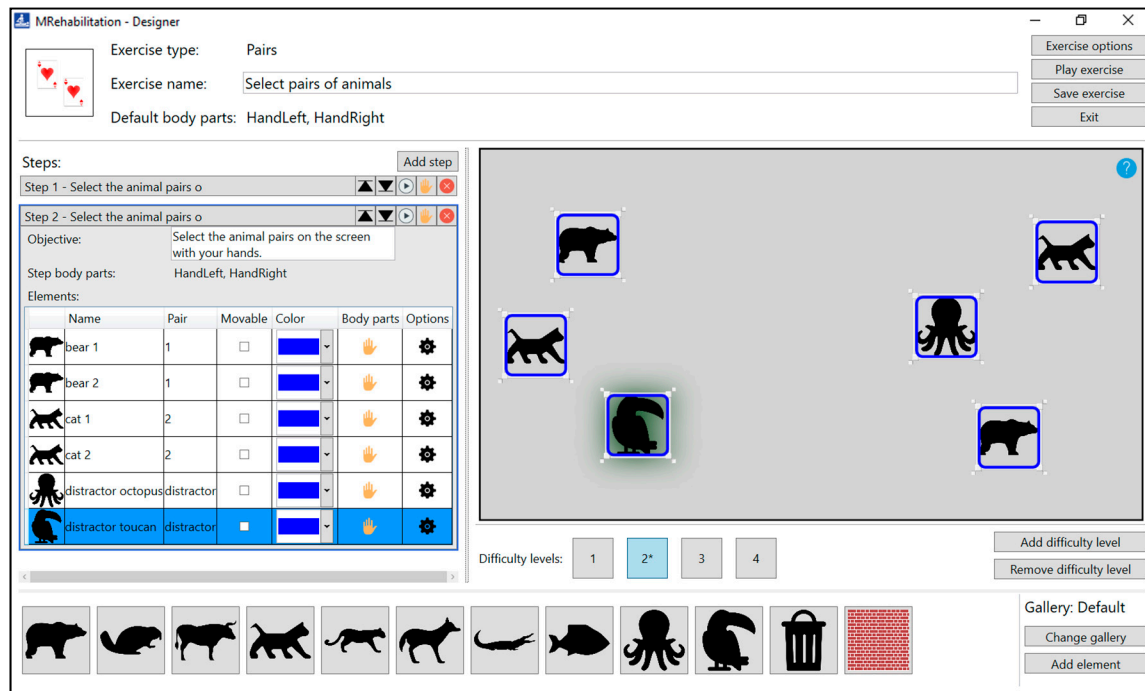 MRehabilitation - Designer
Exercise type: Pairs
Exercise name: Select pairs of animals
Default body parts: HandLeft, HandRight
Exercise options
Play exercise
Save exercise
Exit
Steps:
Add step
Step 1 - Select the animal pairs o
Step 2 - Select the animal pairs o
Objective: Select the animal pairs on the screen
with your hands.
Step body parts: HandLeft, HandRight
Elements:
Name Pair Movable Color Body parts Options
bear 1 1
bear 2 1
cat 1 2
cat 2 2
distractor octopus distractor
distractor toucan distractor
?
Difficulty levels: 1 2* 3 4
Add difficulty level
Remove difficulty level
Gallery: Default
Change gallery
Add element